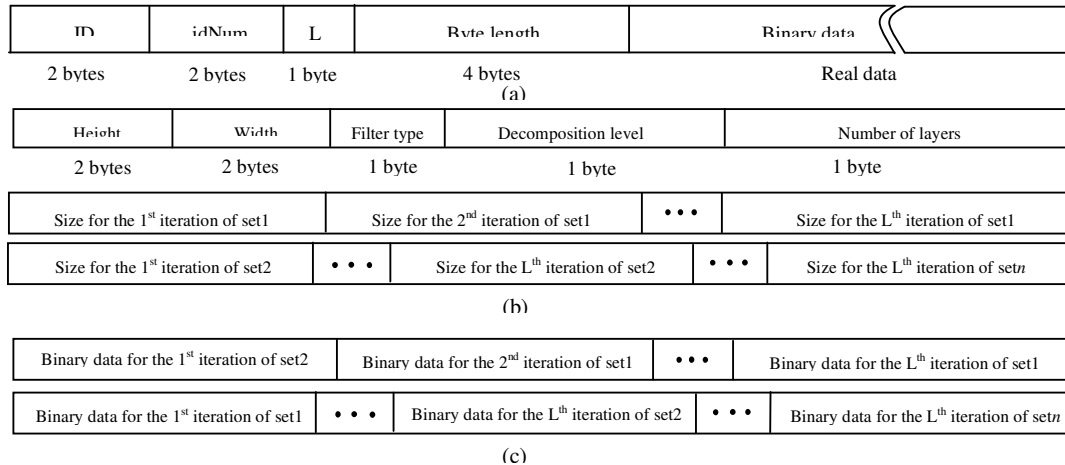 ID idNum L Byte length Binary data
2 bytes 2 bytes 1 byte 4 bytes Real data
(a)
Height Width Filter type Decomposition level Number of layers
2 bytes 2 bytes 1 byte 1 byte 1 byte
Size for the 1st iteration of set1 Size for the 2nd iteration of set1 • • • Size for the Lth iteration of set1
Size for the 1st iteration of set2 • • • Size for the Lth iteration of set2 • • • Size for the Lth iteration of setn
(b)
Binary data for the 1st iteration of set2 Binary data for the 2nd iteration of set1 • • • Binary data for the Lth iteration of set1
Binary data for the 1st iteration of set1 • • • Binary data for the Lth iteration of set2 • • • Binary data for the Lth iteration of setn
(c)